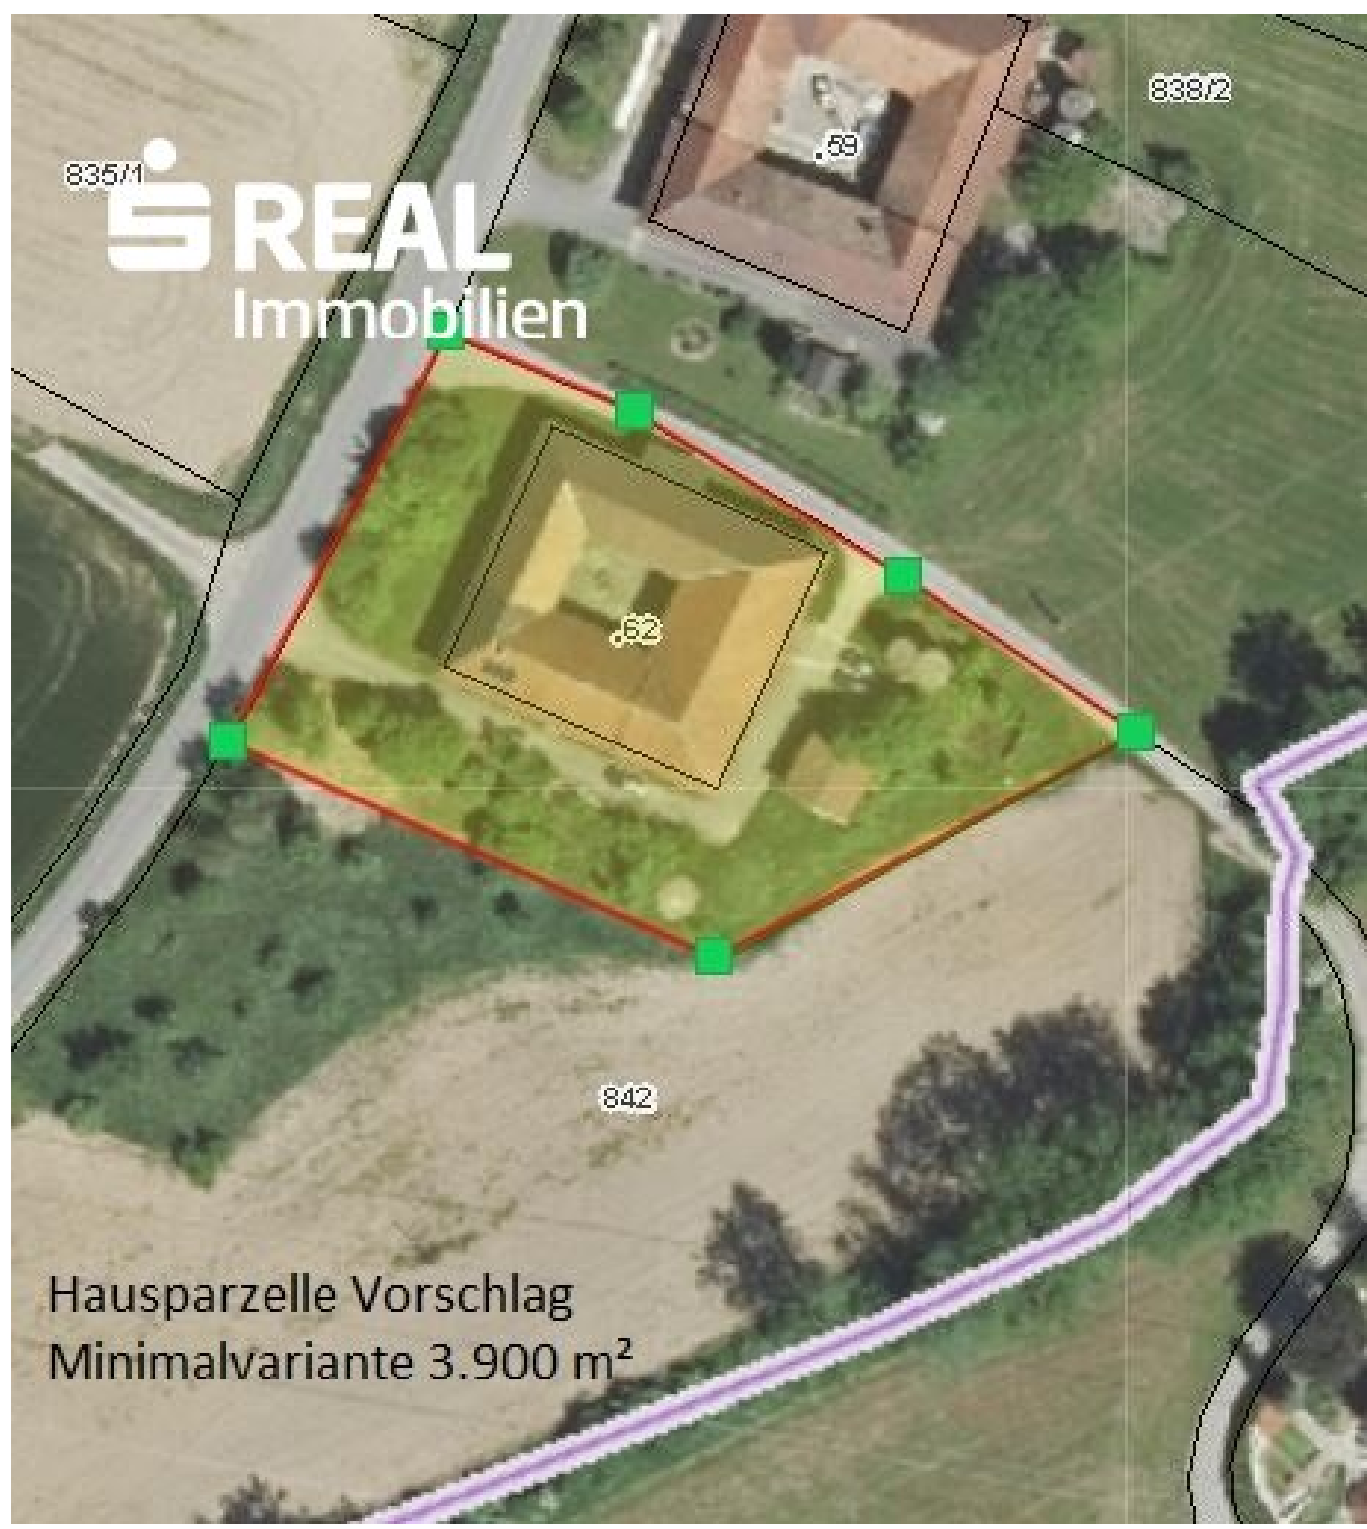 838/2
.59
835/1
S REAL
Immobilien
.62
842
Hausparzelle Vorschlag
Minimalvariante 3.900 m²